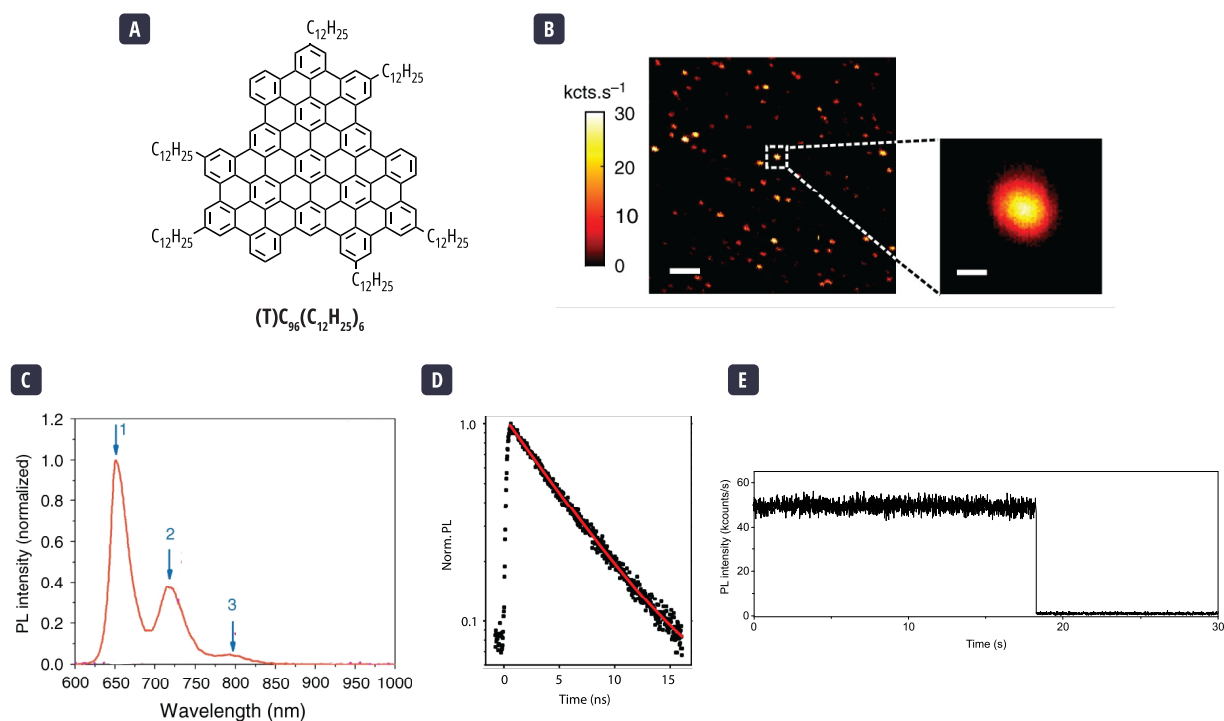 A
C₁₂H₂₅
C₁₂H₂₅
C₁₂H₂₅
C₁₂H₂₅
C₁₂H₂₅
C₁₂H₂₅
(T)C₉₆(C₁₂H₂₅)₆
B
kcts.s⁻¹
30
20
10
0
C
1.2
1.0
0.8
0.6
0.4
0.2
0.0
PL intensity (normalized)
1
2
3
600 650 700 750 800 850 900 950 1000
Wavelength (nm)
D
1.0
0.1
Norm. PL
0 5 10 15
Time (ns)
E
60
40
20
0
PL intensity (kcounts/s)
0 10 20 30
Time (s)